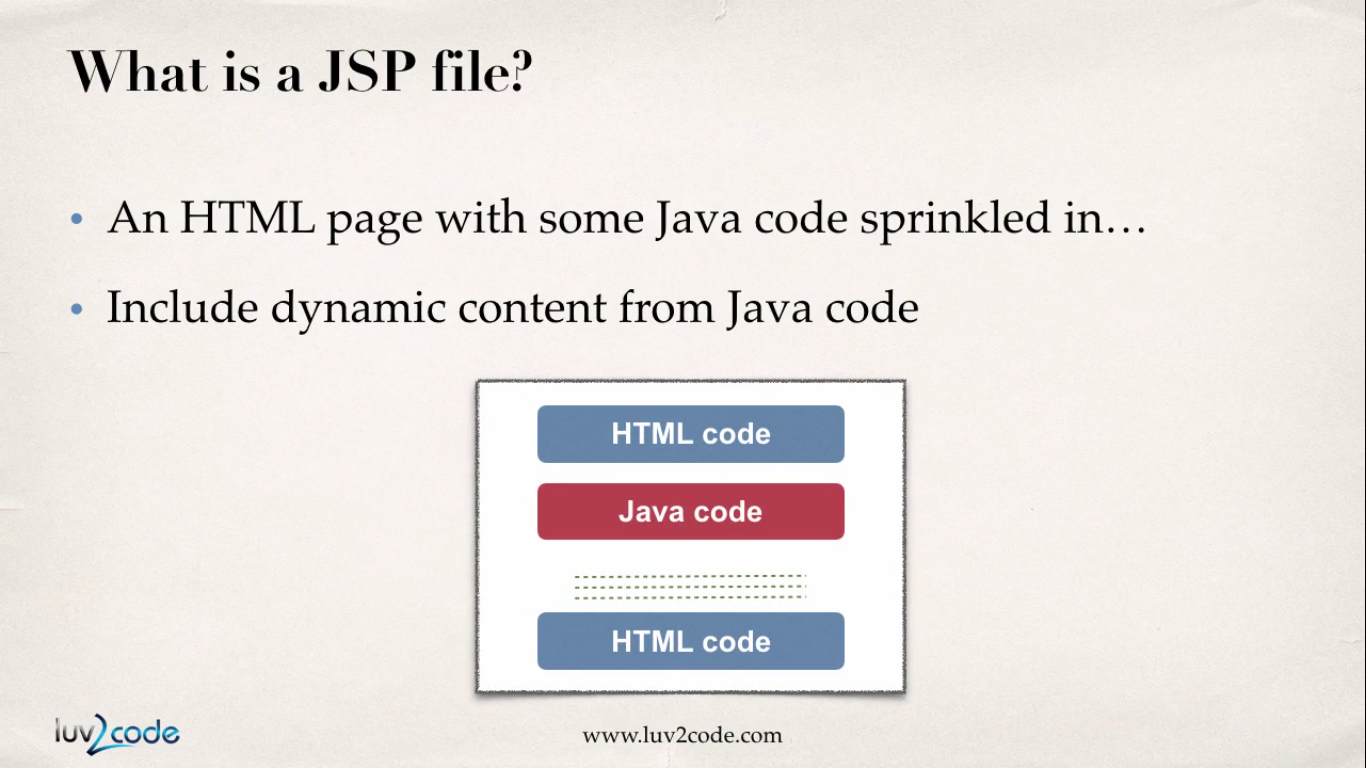 What is a JSP file?
• An HTML page with some Java code sprinkled in…
• Include dynamic content from Java code
HTML code
Java code
HTML code
luv2code
www.luv2code.com